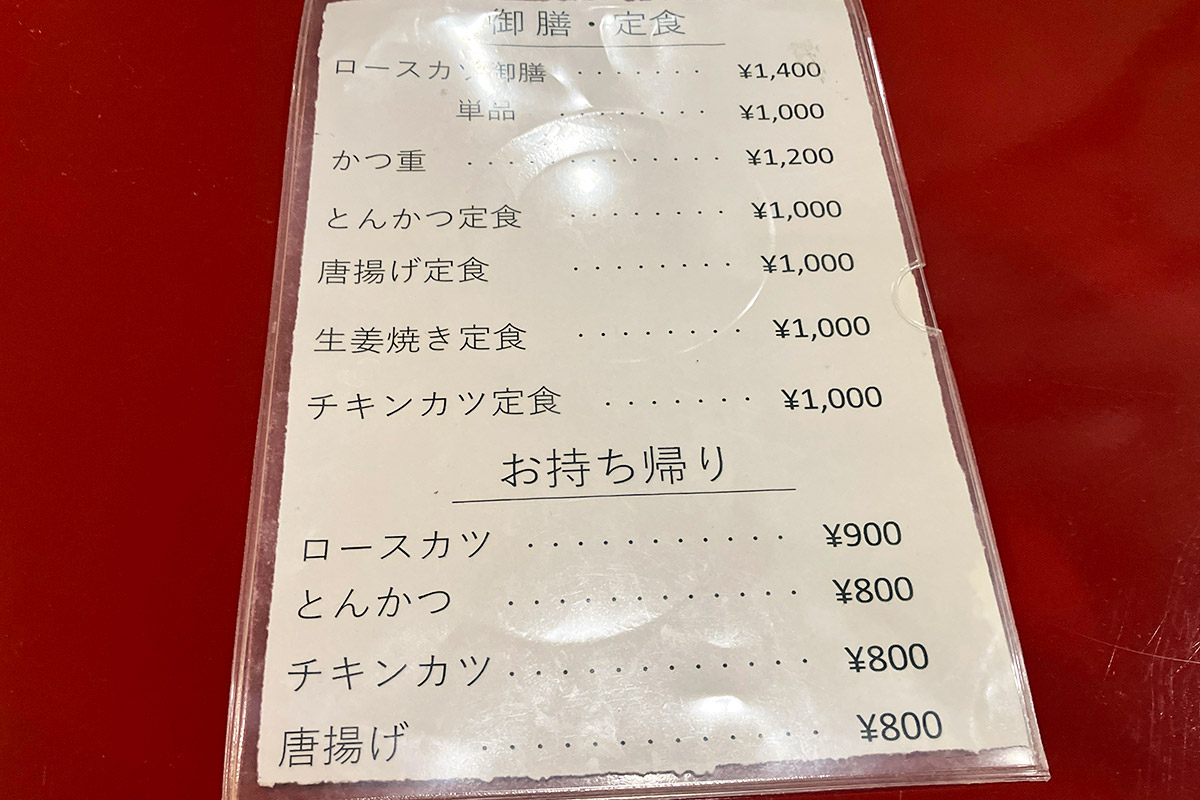 御膳・定食
ロースカツ御膳 ・・・・・・・ ¥1,400
単品 ・・・・・・・・ ¥1,000
かつ重 ・・・・・・・・・・・・・ ¥1,200
とんかつ定食 ・・・・・・・・ ¥1,000
唐揚げ定食 ・・・・・・・・ ¥1,000
生姜焼き定食 ・・・・・・・・ ¥1,000
チキンカツ定食 ・・・・・・・ ¥1,000
お持ち帰り
ロースカツ ・・・・・・・・・・・・ ¥900
とんかつ ・・・・・・・・・・・・・ ¥800
チキンカツ ・・・・・・・・・・・・・ ¥800
唐揚げ ・・・・・・・・・・・・・・ ¥800